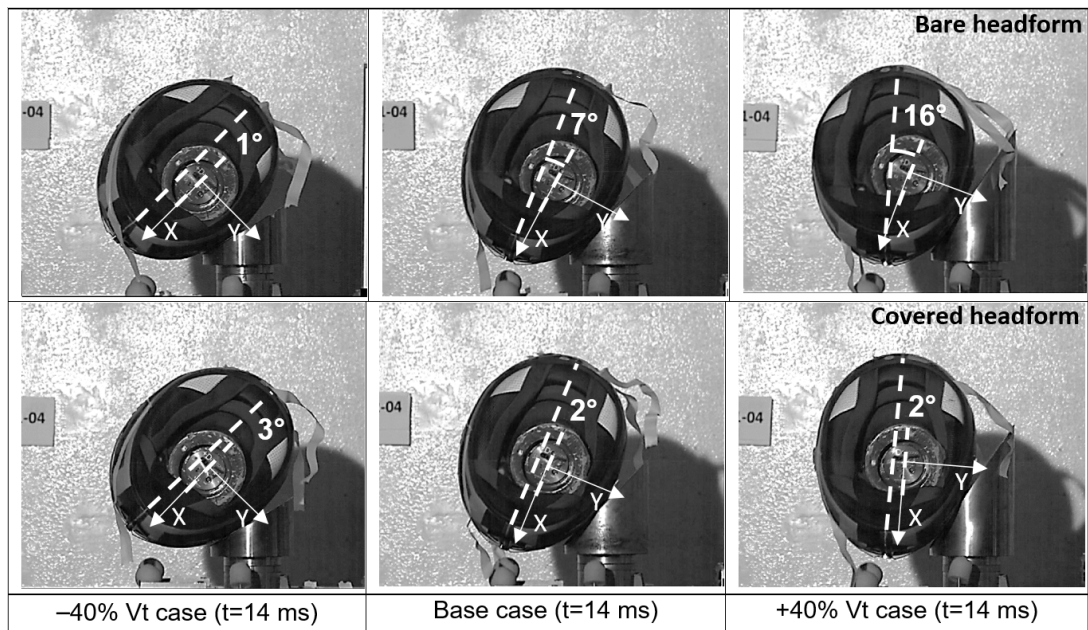 Bare headform
-04
1°
X
Y
-04
7°
X
Y
1-04
16°
X
Y
Covered headform
-04
3°
X
Y
-04
2°
X
Y
-04
2°
X
Y
–40% Vt case (t=14 ms)
Base case (t=14 ms)
+40% Vt case (t=14 ms)